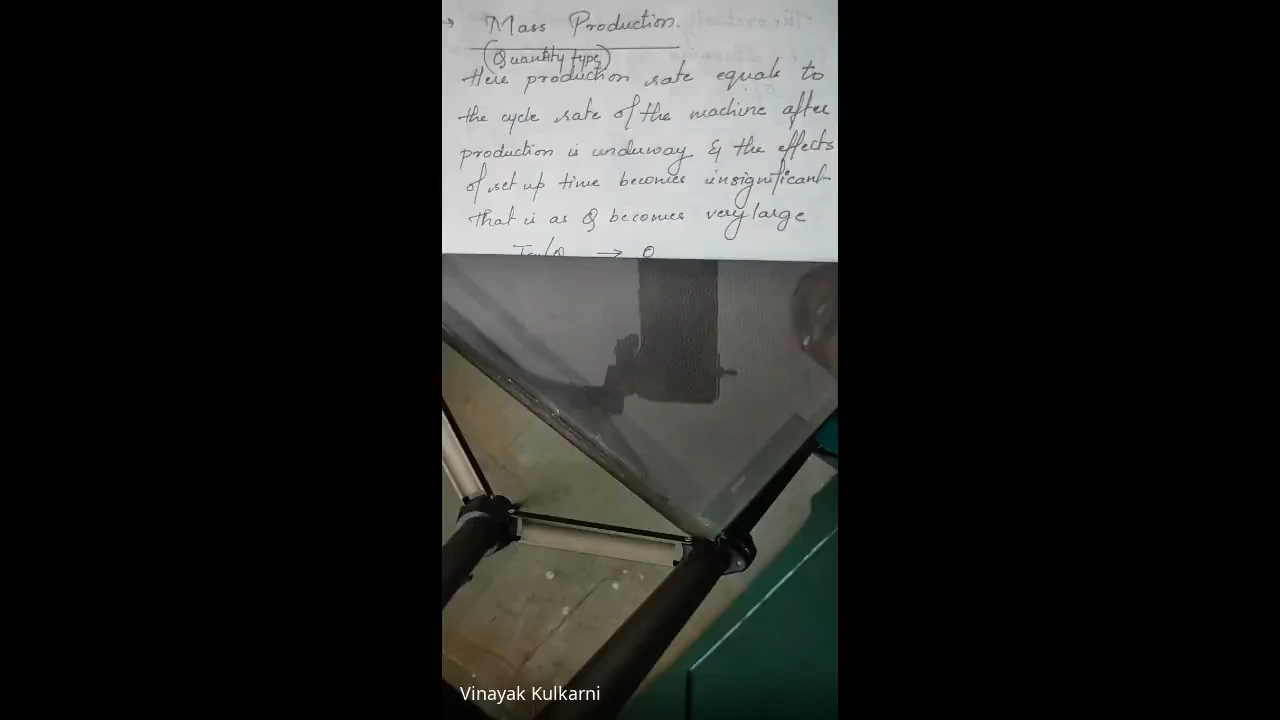 → Mass Production.
(Quantity type)
Here production rate equals to
the cycle rate of the machine after
production is underway & the effects
of set up time becomes insignificant
that is as Q becomes very large
→ 0
Vinayak Kulkarni